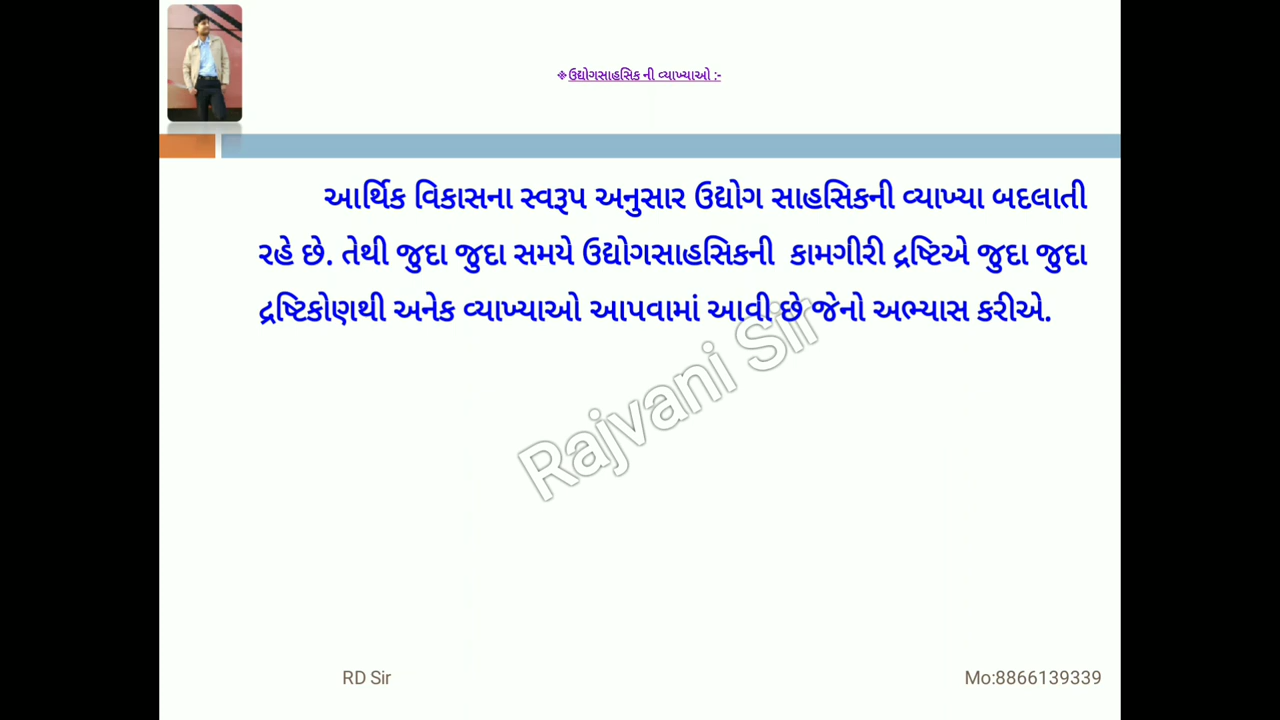 ❖ઉદ્યોગસાહસિક ની વ્યાખ્યાઓ :-
આર્થિક વિકાસના સ્વરૂપ અનુસાર ઉદ્યોગ સાહસિકની વ્યાખ્યા બદલાતી
રહે છે. તેથી જુદા જુદા સમયે ઉદ્યોગસાહસિકની કામગીરી દ્રષ્ટિએ જુદા જુદા
દ્રષ્ટિકોણથી અનેક વ્યાખ્યાઓ આપવામાં આવી છે જેનો અભ્યાસ કરીએ.
Rajvani Sir
RD Sir
Mo:8866139339